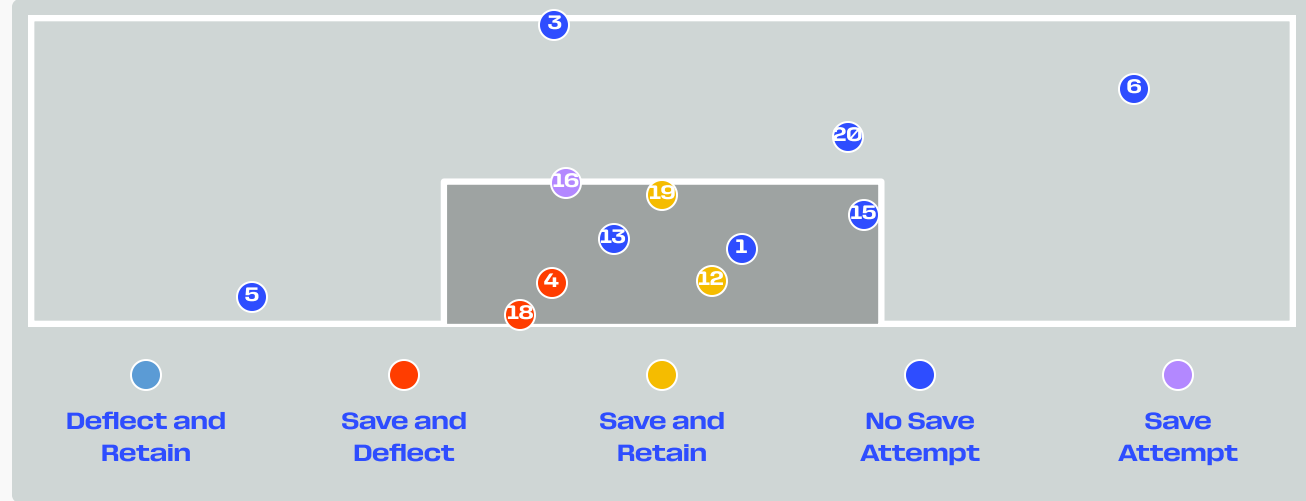 3
6
20
16
19
15
13
1
4
12
5
18
Deflect and Retain
Save and Deflect
Save and Retain
No Save Attempt
Save Attempt